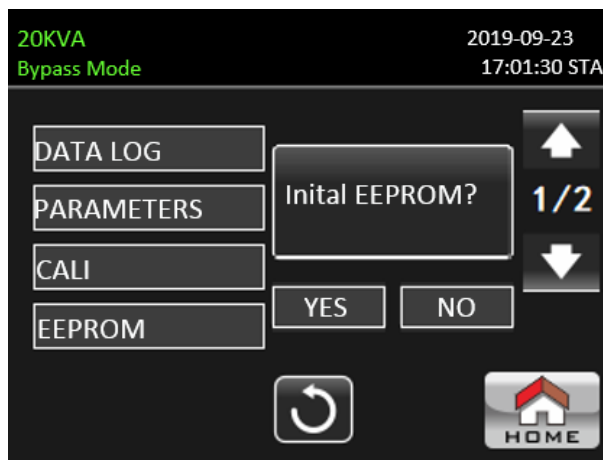 20KVA
2019-09-23
Bypass Mode
17:01:30 STA
DATA LOG
PARAMETERS
CALI
EEPROM
Inital EEPROM?
YES
NO
1/2
HOME